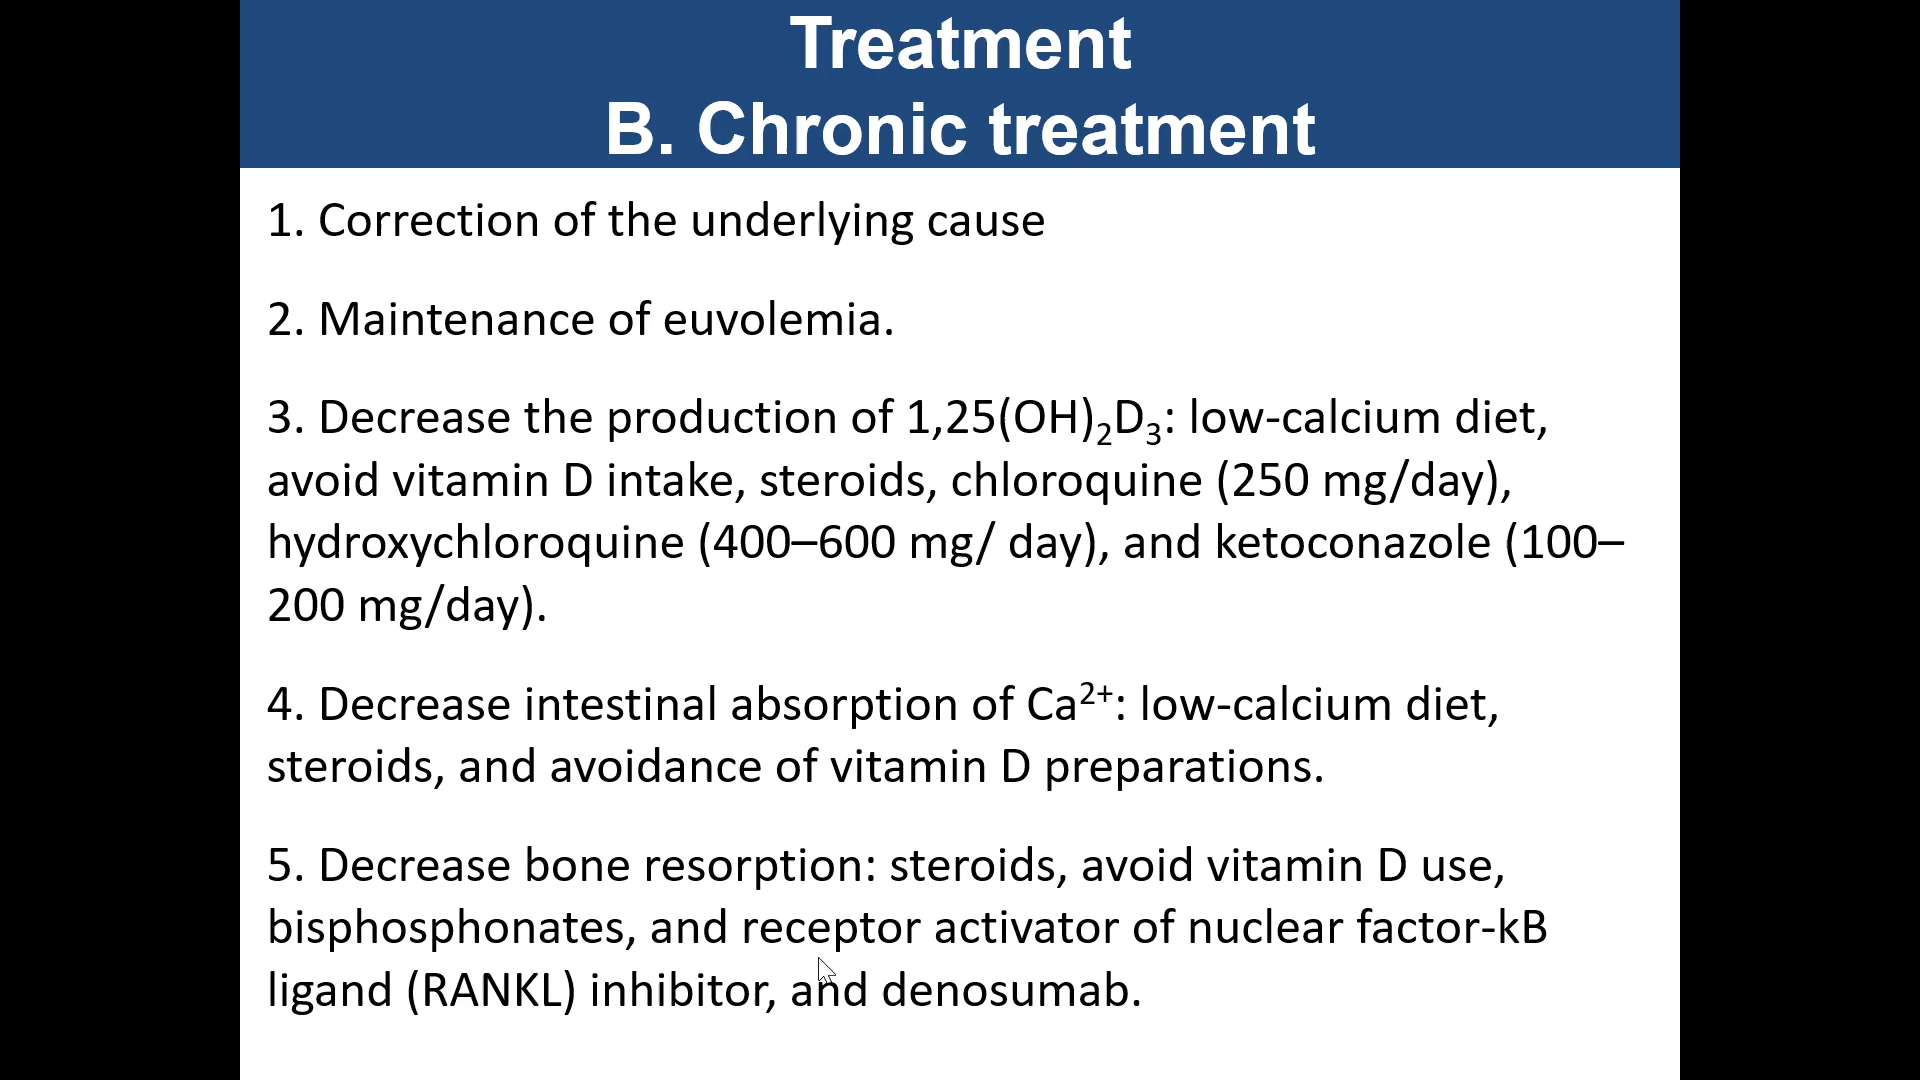 Treatment
B. Chronic treatment
1. Correction of the underlying cause
2. Maintenance of euvolemia.
3. Decrease the production of 1,25(OH)₂D₃: low-calcium diet,
avoid vitamin D intake, steroids, chloroquine (250 mg/day),
hydroxychloroquine (400–600 mg/ day), and ketoconazole (100–
200 mg/day).
4. Decrease intestinal absorption of Ca²⁺: low-calcium diet,
steroids, and avoidance of vitamin D preparations.
5. Decrease bone resorption: steroids, avoid vitamin D use,
bisphosphonates, and receptor activator of nuclear factor-kB
ligand (RANKL) inhibitor, and denosumab.